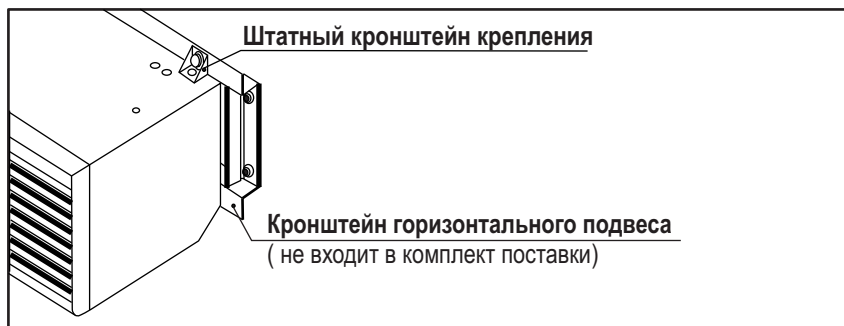 Штатный кронштейн крепления
Кронштейн горизонтального подвеса
( не входит в комплект поставки)